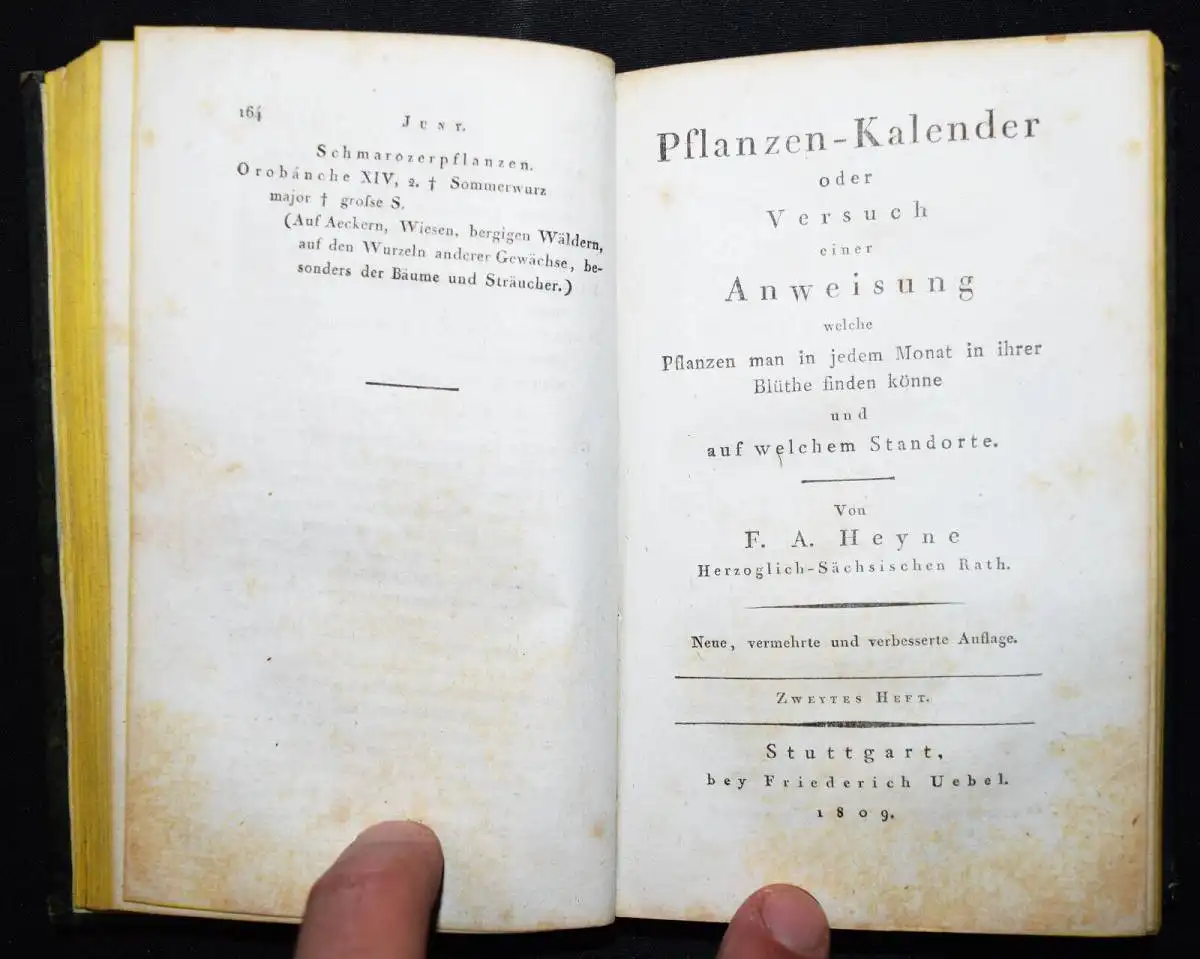 164
JUNY.
Schmarozerpflanzen.
Orobánche XIV, 2. † Sommerwurz
major † groſse S.
(Auf Aeckern, Wiesen, bergigen Wäldern,
auf den Wurzeln anderer Gewächse, be-
sonders der Bäume und Sträucher.)
Pflanzen-Kalender
oder
Versuch
einer
Anweisung
welche
Pflanzen man in jedem Monat in ihrer
Blüthe finden könne
und
auf welchem Standorte.
Von
F. A. Heyne
Herzoglich-Sächsischen Rath.
Neue, vermehrte und verbesserte Auflage.
ZWEYTES HEFT.
Stuttgart,
bey Friederich Uebel.
1809.